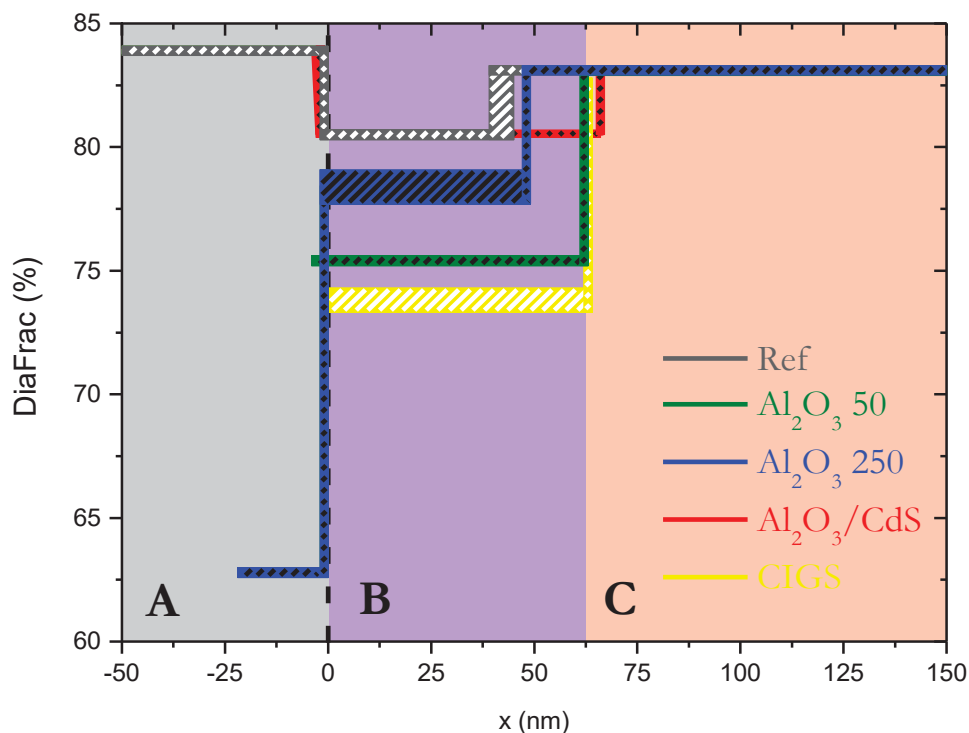 85
80
75
70
65
60
DiaFrac (%)
Ref
Al₂O₃ 50
Al₂O₃ 250
Al₂O₃/CdS
CIGS
A
B
C
-50
-25
0
25
50
75
100
125
150
x (nm)